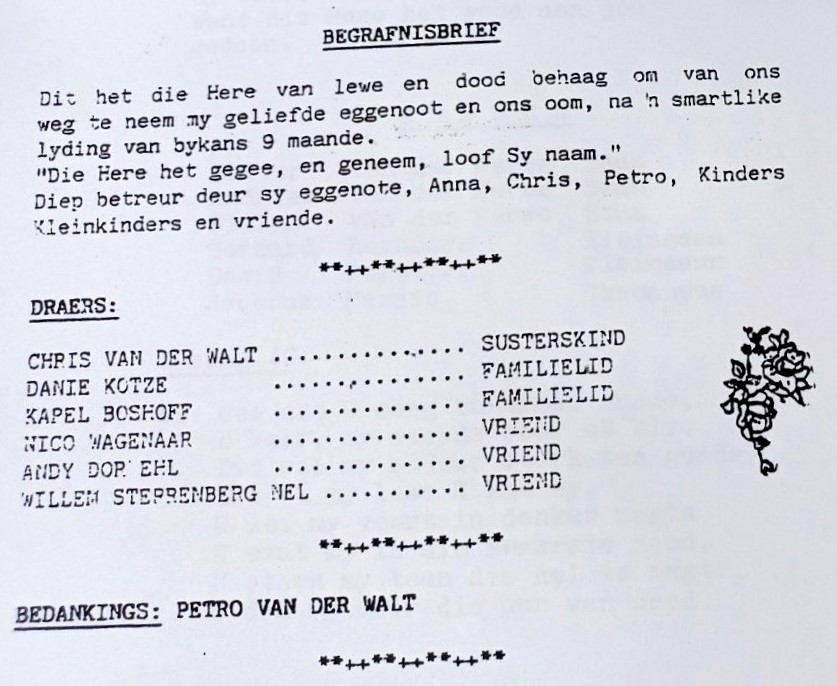 BEGRAFNISBRIEF
Dit het die Here van lewe en dood behaag om van ons
weg te neem my geliefde eggenoot en ons oom, na 'n smartlike
lyding van bykans 9 maande.
"Die Here het gegee, en geneem, loof Sy naam."
Diep betreur deur sy eggenote, Anna, Chris, Petro, Kinders
Kleinkinders en vriende.
**++**++**++**
DRAERS:
CHRIS VAN DER WALT .............. SUSTERSKIND
DANIE KOTZE .............. FAMILIELID
KAPEL BOSHOFF .............. FAMILIELID
NICO WAGENAAR .............. VRIEND
ANDY .............. VRIEND
WILLEM STEPRENBERG NEL ........... VRIEND
**++**++**++**
BEDANKINGS: PETRO VAN DER WALT
**++**++**++**